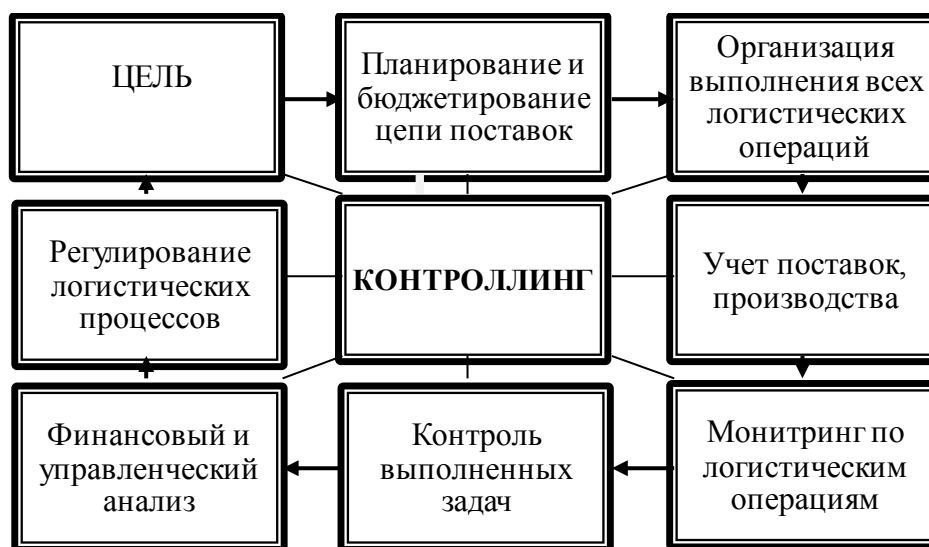 ЦЕЛЬ
Планирование и
бюджетирование
цепи поставок
Организация
выполнения всех
логистических
операций
Регулирование
логистических
процессов
КОНТРОЛЛИНГ
Учет поставок,
производства
Финансовый и
управленческий
анализ
Контроль
выполненных
задач
Монитринг по
логистическим
операциям